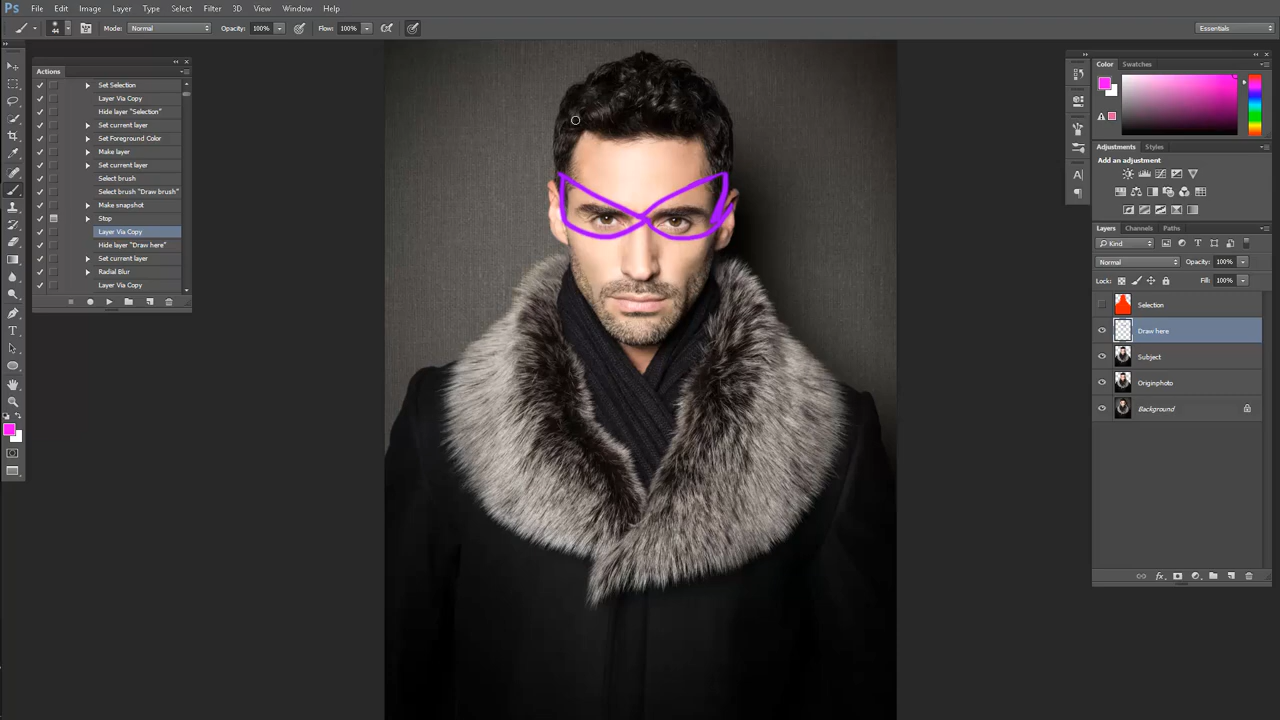 Ps File Edit Image Layer Type Select Filter 3D View Window Help
44 Mode: Normal Opacity: 100% Flow: 100% Essentials
Actions
Set Selection
Layer Via Copy
Hide layer "Selection"
Set current layer
Set Foreground Color
Make layer
Set current layer
Select brush
Select brush "Draw brush"
Make snapshot
Set current layer
Stop
Layer Via Copy
Hide layer "Draw here"
Set current layer
Radial Blur
Layer Via Copy
Color Swatches
Adjustments Styles
Add an adjustment
Layers Channels Paths
Kind
Normal Opacity: 100%
Lock: Fill: 100%
Selection
Draw here
Subject
Originphoto
Background